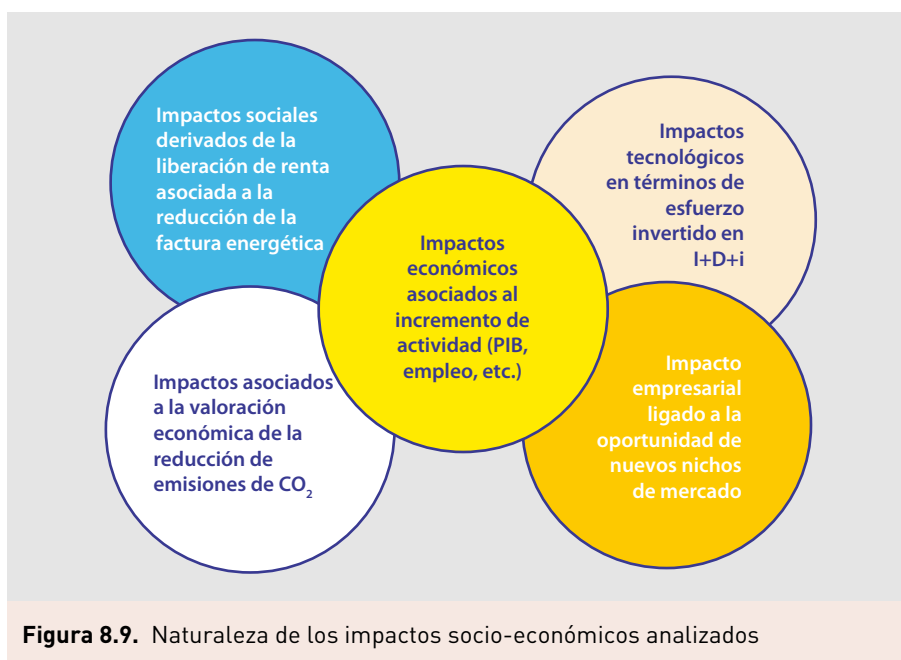 Impactos sociales
derivados de la
liberación de renta
asociada a la
reducción de la
factura energética
Impactos
tecnológicos
en términos de
esfuerzo
invertido en
I+D+i
Impactos
económicos
asociados al
incremento de
actividad (PIB,
empleo, etc.)
Impactos asociados
a la valoración
económica de la
reducción de
emisiones de CO₂
Impacto
empresarial
ligado a la
oportunidad de
nuevos nichos
de mercado
Figura 8.9. Naturaleza de los impactos socio-económicos analizados